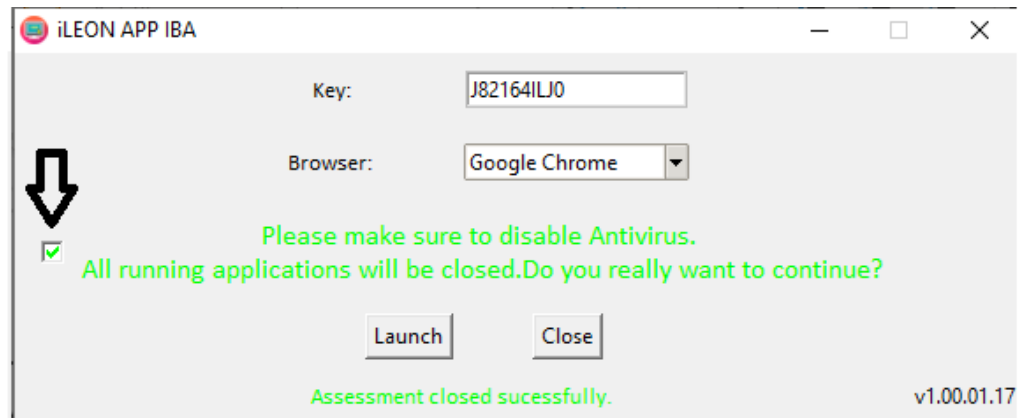 iLEON APP IBA
Key: J82164ILJ0
Browser: Google Chrome
Please make sure to disable Antivirus.
All running applications will be closed.Do you really want to continue?
Launch Close
Assessment closed sucessfully. v1.00.01.17